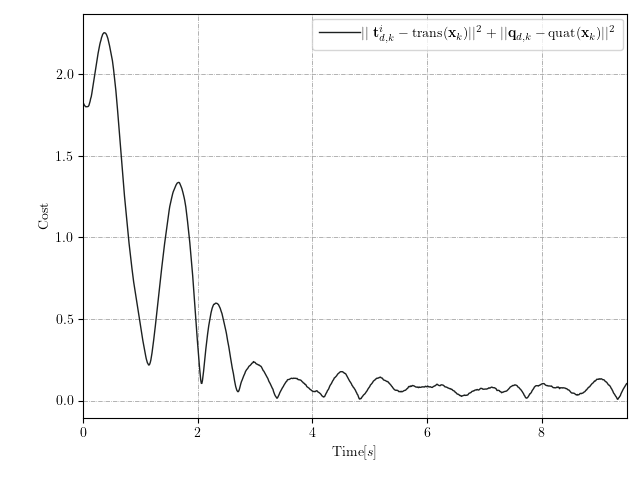 || t^i_{d,k} − trans(x_k)||^2 + ||q_{d,k} − quat(x_k)||^2
2.0
1.5
1.0
0.5
0.0
Cost
0 2 4 6 8
Time[s]